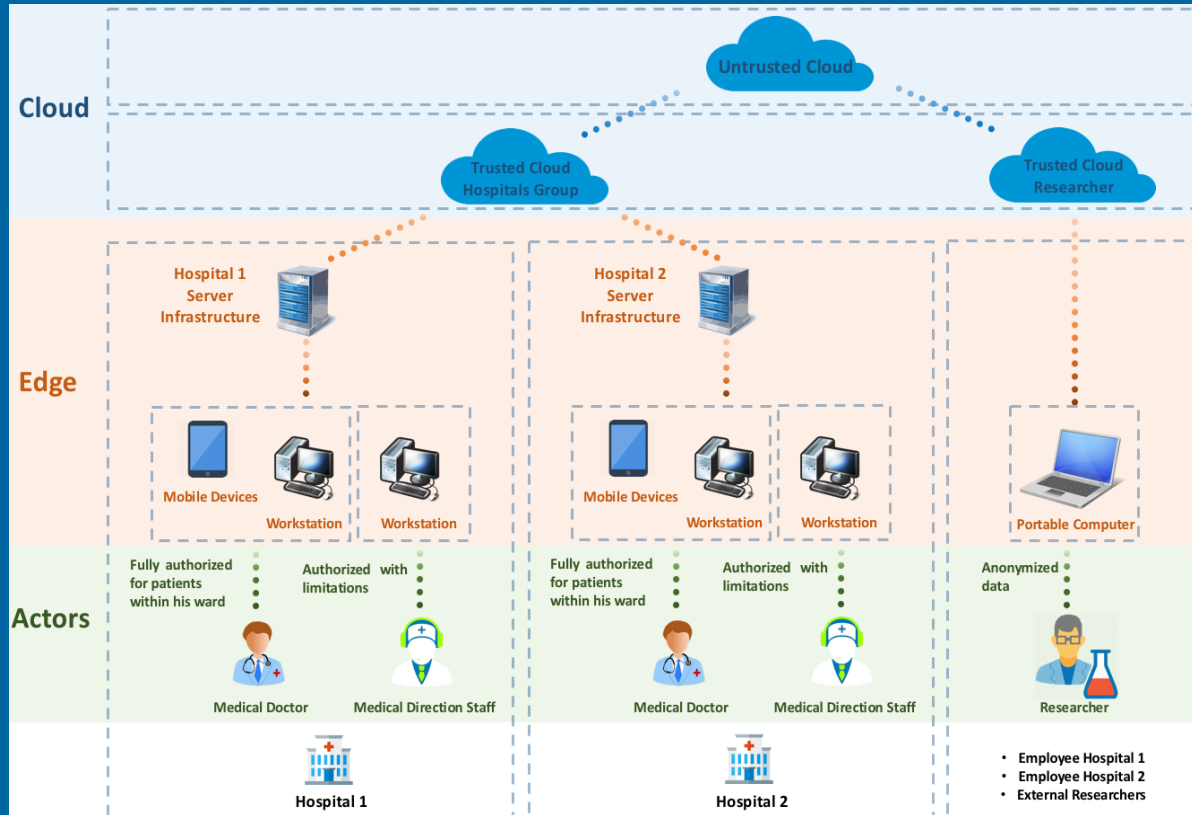 Cloud
Untrusted Cloud
Trusted Cloud
Hospitals Group
Trusted Cloud
Researcher
Edge
Hospital 1
Server
Infrastructure
Hospital 2
Server
Infrastructure
Mobile Devices
Workstation
Workstation
Mobile Devices
Workstation
Workstation
Portable Computer
Actors
Fully authorized
for patients
within his ward
Authorized with
limitations
Fully authorized
for patients
within his ward
Authorized with
limitations
Anonymized
data
Medical Doctor
Medical Direction Staff
Medical Doctor
Medical Direction Staff
Researcher
Hospital 1
Hospital 2
• Employee Hospital 1
• Employee Hospital 2
• External Researchers